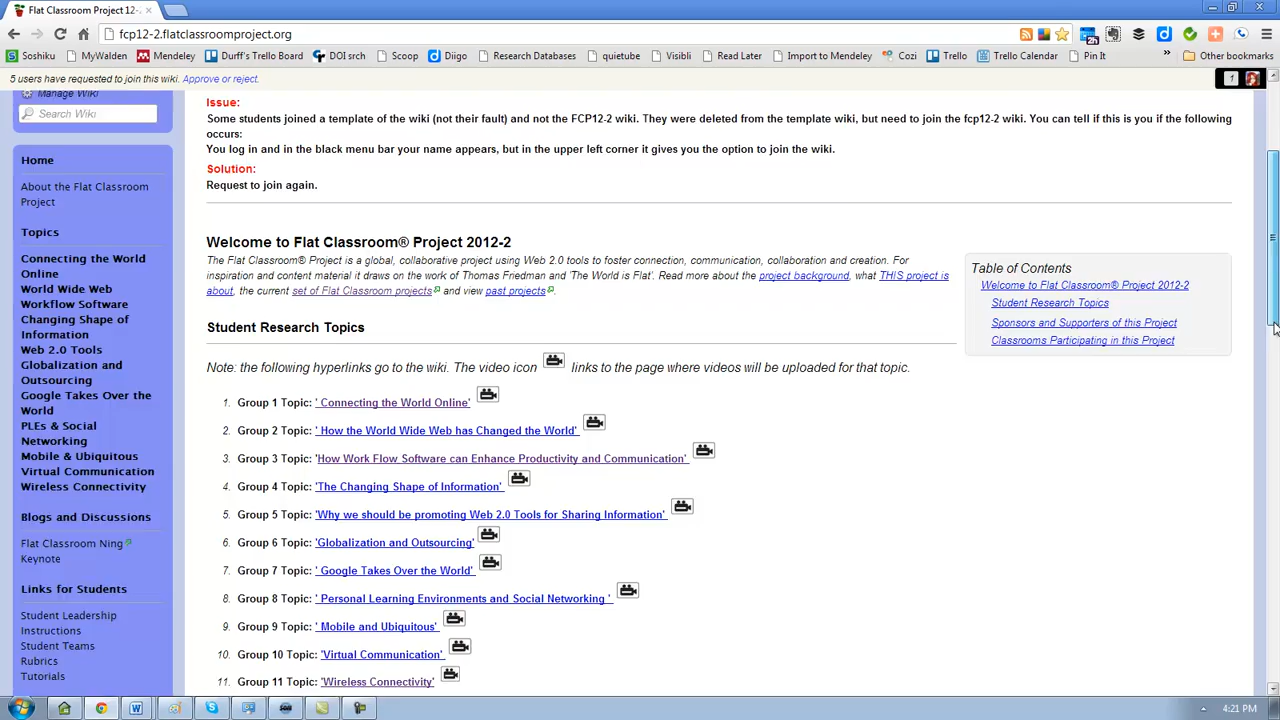 Flat Classroom Project 12-
fcp12-2.flatclassroomproject.org
Soshiku MyWalden Mendeley Durff's Trello Board DOI srch Scoop Diigo Research Databases quietube Visibli Read Later Import to Mendeley Cozi Trello Trello Calendar Pin It » Other bookmarks
5 users have requested to join this wiki. Approve or reject.
1
Manage Wiki
Search Wiki
Home
About the Flat Classroom
Project
Topics
Connecting the World
Online
World Wide Web
Workflow Software
Changing Shape of
Information
Web 2.0 Tools
Globalization and
Outsourcing
Google Takes Over the
World
PLEs & Social
Networking
Mobile & Ubiquitous
Virtual Communication
Wireless Connectivity
Blogs and Discussions
Flat Classroom Ning
Keynote
Links for Students
Student Leadership
Instructions
Student Teams
Rubrics
Tutorials
Issue:
Some students joined a template of the wiki (not their fault) and not the FCP12-2 wiki. They were deleted from the template wiki, but need to join the fcp12-2 wiki. You can tell if this is you if the following
occurs:
You log in and in the black menu bar your name appears, but in the upper left corner it gives you the option to join the wiki.
Solution:
Request to join again.
Welcome to Flat Classroom® Project 2012-2
The Flat Classroom® Project is a global, collaborative project using Web 2.0 tools to foster connection, communication, collaboration and creation. For
inspiration and content material it draws on the work of Thomas Friedman and 'The World is Flat'. Read more about the project background, what THIS project is
about, the current set of Flat Classroom projects and view past projects.
Table of Contents
Welcome to Flat Classroom® Project 2012-2
Student Research Topics
Sponsors and Supporters of this Project
Classrooms Participating in this Project
Student Research Topics
Note: the following hyperlinks go to the wiki. The video icon links to the page where videos will be uploaded for that topic.
1. Group 1 Topic: ' Connecting the World Online'
2. Group 2 Topic: ' How the World Wide Web has Changed the World'
3. Group 3 Topic: 'How Work Flow Software can Enhance Productivity and Communication'
4. Group 4 Topic: 'The Changing Shape of Information'
5. Group 5 Topic: 'Why we should be promoting Web 2.0 Tools for Sharing Information'
6. Group 6 Topic: 'Globalization and Outsourcing'
7. Group 7 Topic: ' Google Takes Over the World'
8. Group 8 Topic: ' Personal Learning Environments and Social Networking '
9. Group 9 Topic: ' Mobile and Ubiquitous'
10. Group 10 Topic: 'Virtual Communication'
11. Group 11 Topic: 'Wireless Connectivity'
4:21 PM